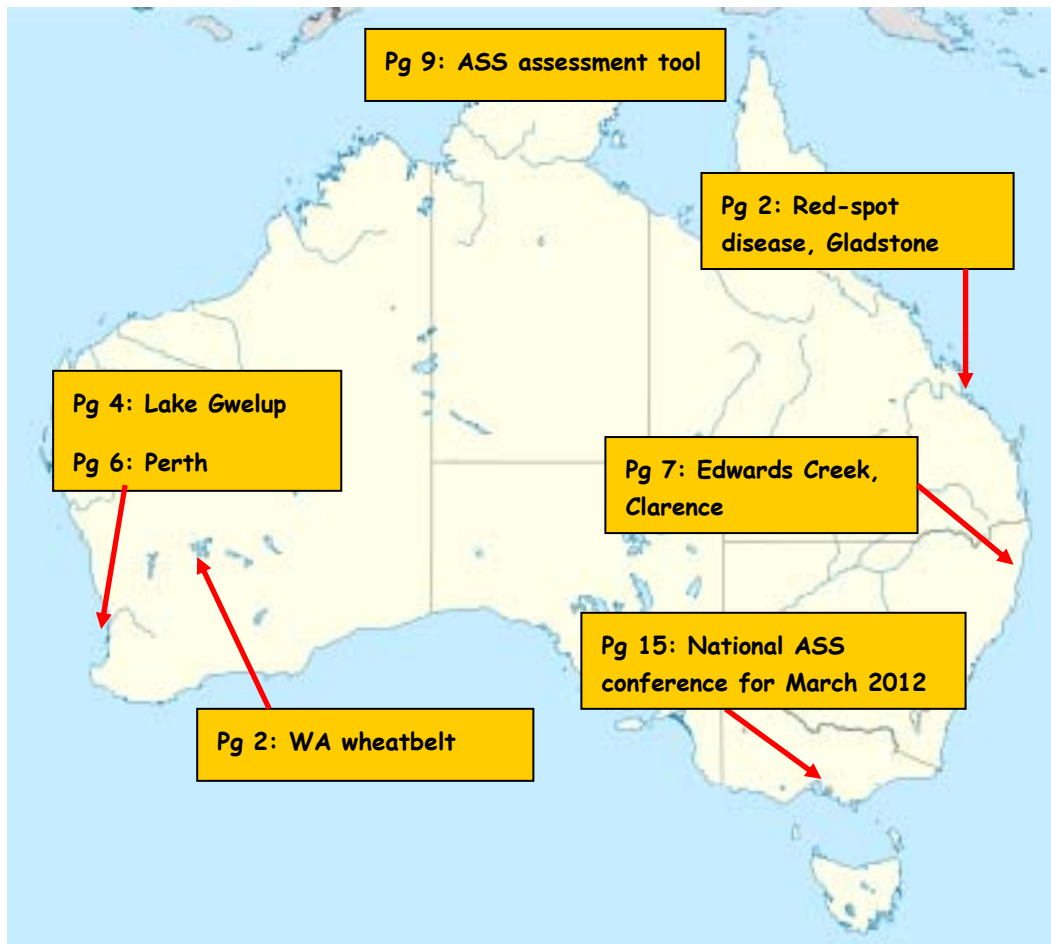 Pg 9: ASS assessment tool
Pg 2: Red-spot
disease, Gladstone
Pg 4: Lake Gwelup
Pg 6: Perth
Pg 7: Edwards Creek,
Clarence
Pg 15: National ASS
conference for March 2012
Pg 2: WA wheatbelt